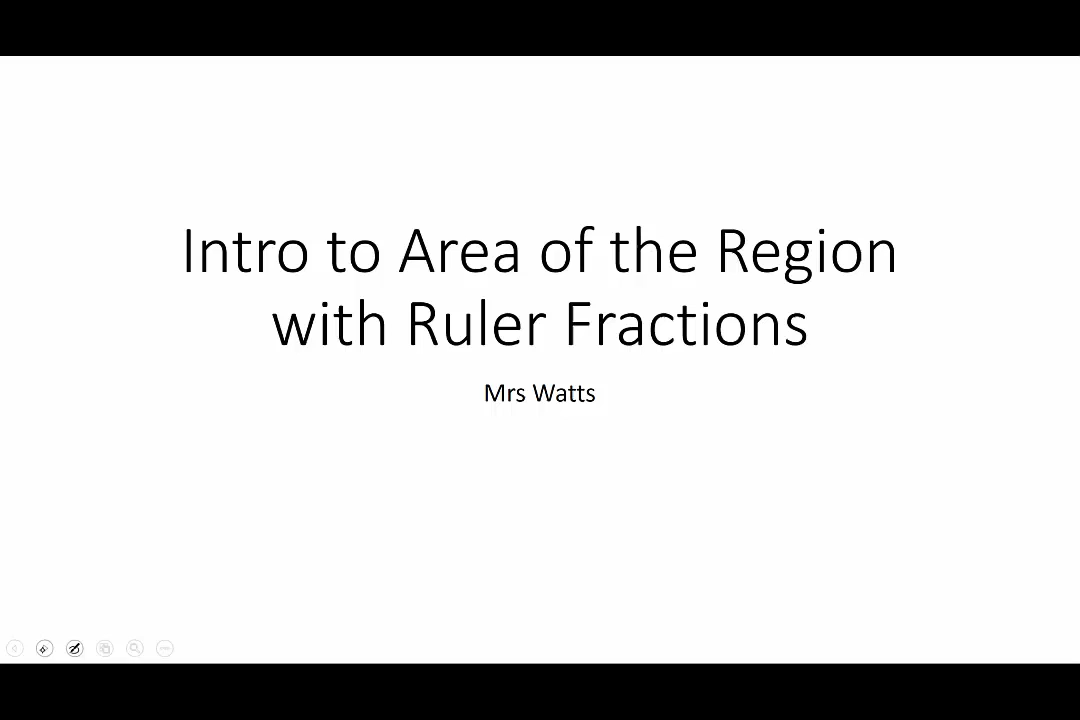 Intro to Area of the Region
with Ruler Fractions
Mrs Watts